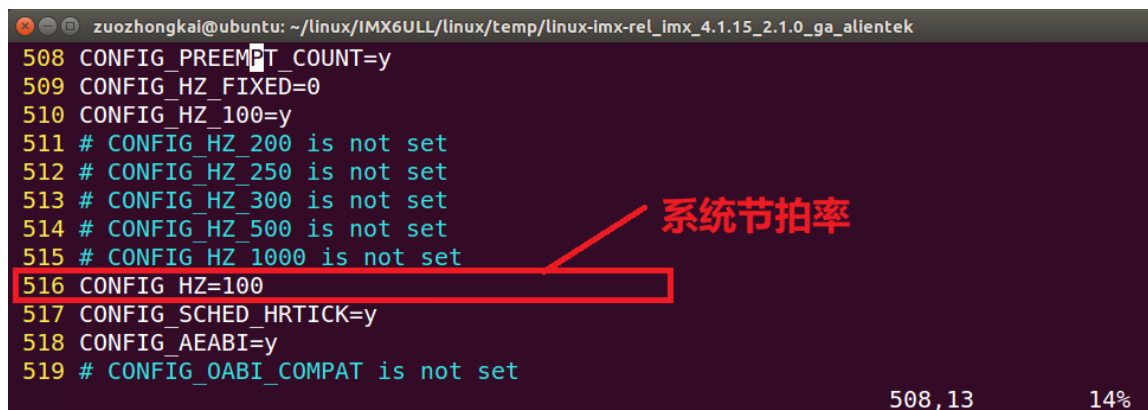 zuozhongkai@ubuntu: ~/linux/IMX6ULL/linux/temp/linux-imx-rel_imx_4.1.15_2.1.0_ga_alientek
508 CONFIG_PREEMPT_COUNT=y
509 CONFIG_HZ_FIXED=0
510 CONFIG_HZ_100=y
511 # CONFIG_HZ_200 is not set
512 # CONFIG_HZ_250 is not set
513 # CONFIG_HZ_300 is not set
514 # CONFIG_HZ_500 is not set
系统节拍率
515 # CONFIG_HZ_1000 is not set
516 CONFIG_HZ=100
517 CONFIG_SCHED_HRTICK=y
518 CONFIG_AEABI=y
519 # CONFIG_OABI_COMPAT is not set
508,13 14%